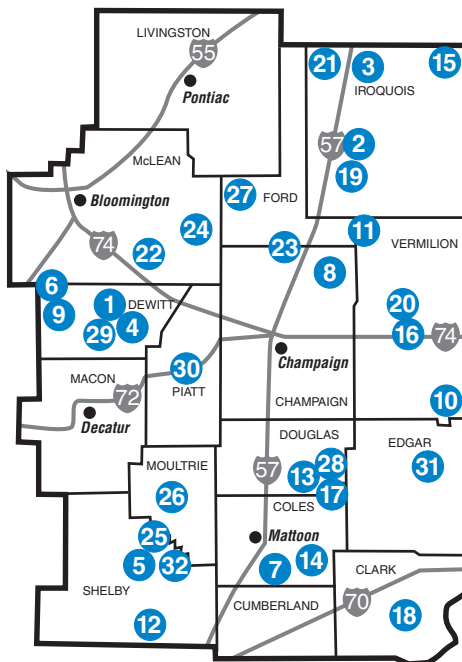 LIVINGSTON
55
Pontiac
21
3
15
IROQUOIS
57
2
19
McLEAN
Bloomington
27
FORD
24
74
22
23
11
VERMILION
8
6
9
1
DEWITT
29
4
20
16
74
Champaign
30
PIATT
MACON
72
Decatur
CHAMPAIGN
10
DOUGLAS
EDGAR
MOULTRIE
57
28
13
17
31
26
COLES
25
Mattoon
5
32
7
14
CLARK
SHELBY
CUMBERLAND
70
18
12